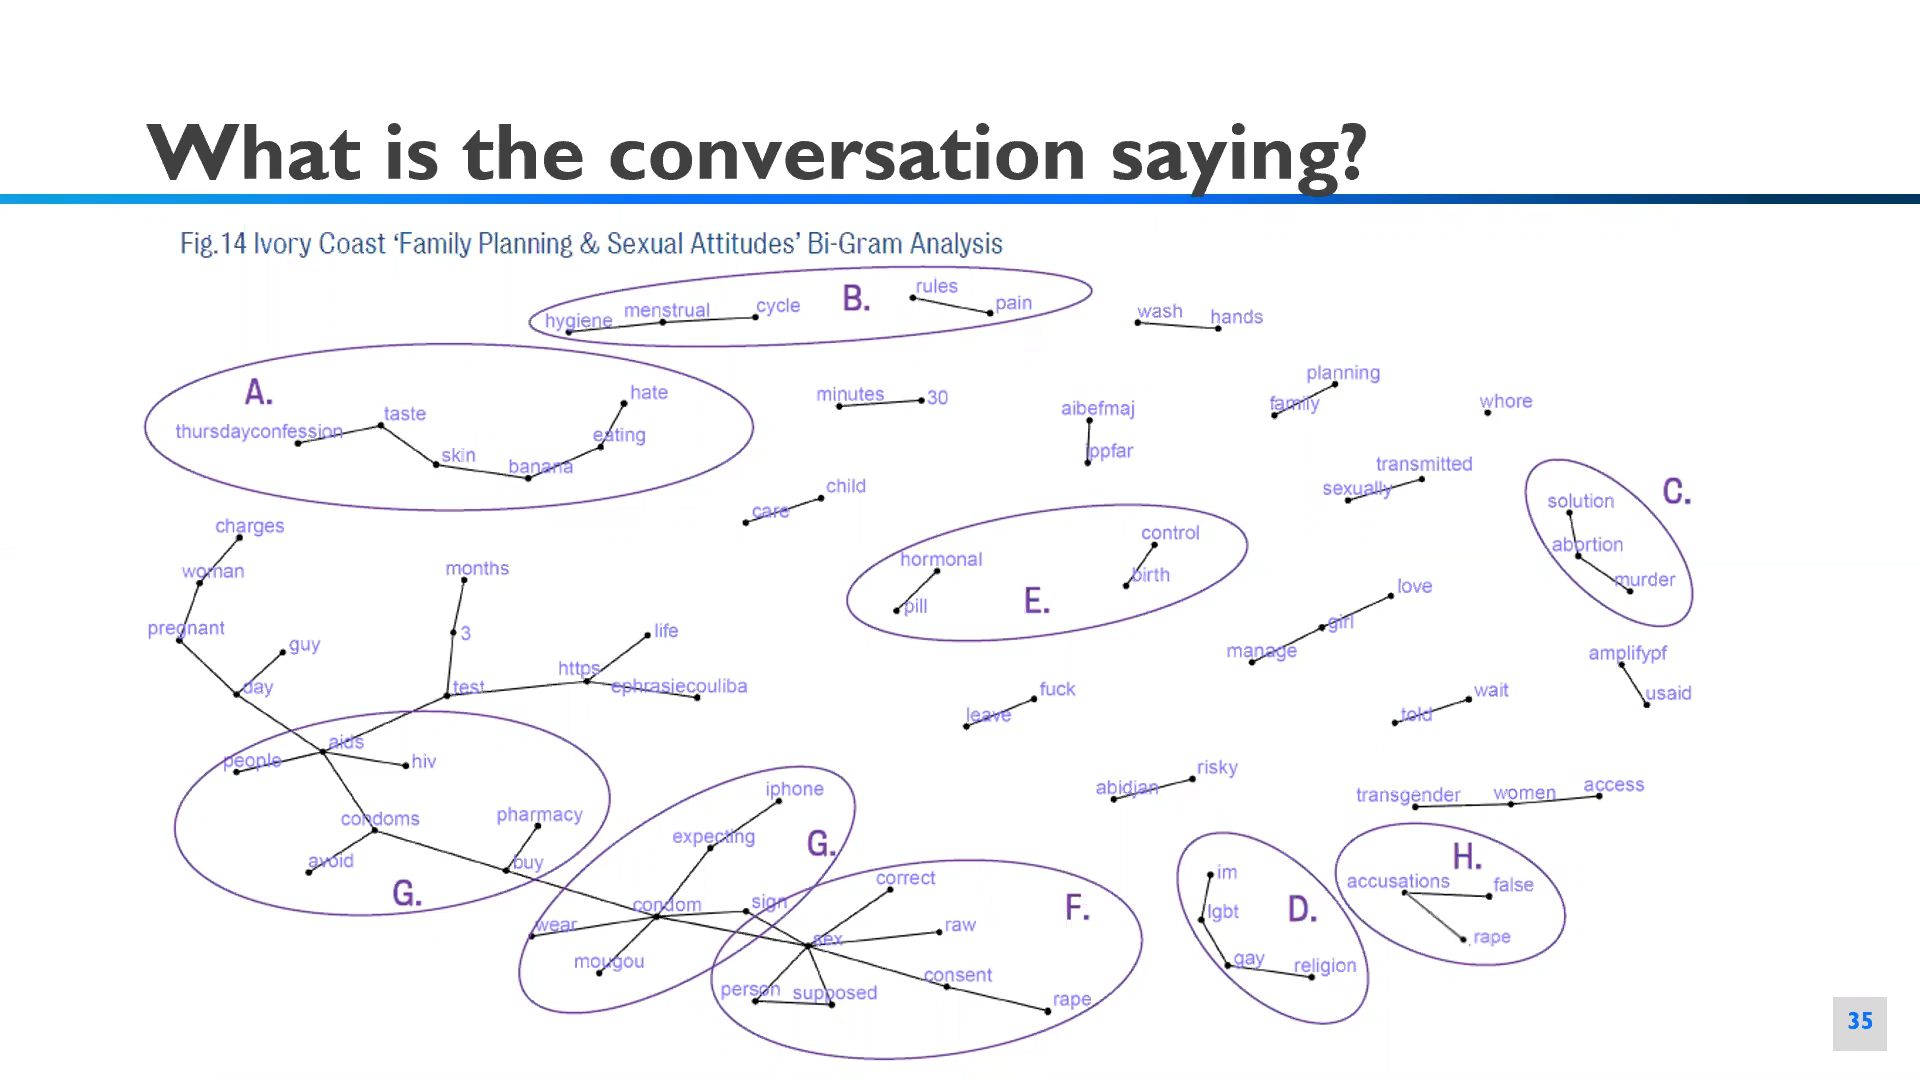 What is the conversation saying?
Fig.14 Ivory Coast ‘Family Planning & Sexual Attitudes’ Bi-Gram Analysis
rules
B.
pain
cycle
menstrual
hygiene
wash
hands
A.
hate
taste
thursdayconfession
eating
skin
banana
minutes
30
planning
family
aibefmaj
ippfar
whore
transmitted
sexually
child
care
solution
C.
abortion
murder
control
hormonal
birth
E.
pill
charges
woman
months
pregnant
guy
3
life
day
https
test
ephrasiecouliba
love
girl
manage
amplifypf
usaid
fuck
leave
wait
told
aids
people
hiv
condoms
pharmacy
avoid
buy
G.
iphone
expecting
G.
condom
sign
wear
mougou
risky
abidjan
transgender
women
access
correct
F.
raw
sex
consent
person
supposed
rape
im
lgbt
D.
gay
religion
H.
accusations
false
rape
35